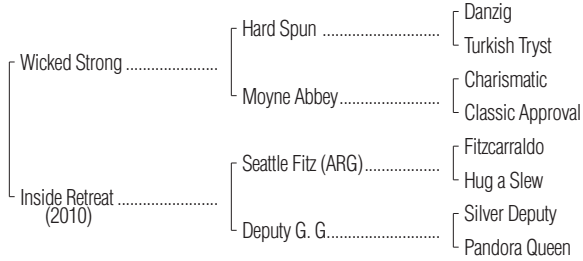 Danzig
Hard Spun ......................
Turkish Tryst
Wicked Strong .....................
Charismatic
Moyne Abbey.......................
Classic Approval
Fitzcarraldo
Seattle Fitz (ARG).................
Hug a Slew
Inside Retreat .......................
(2010)
Silver Deputy
Deputy G. G..........................
Pandora Queen